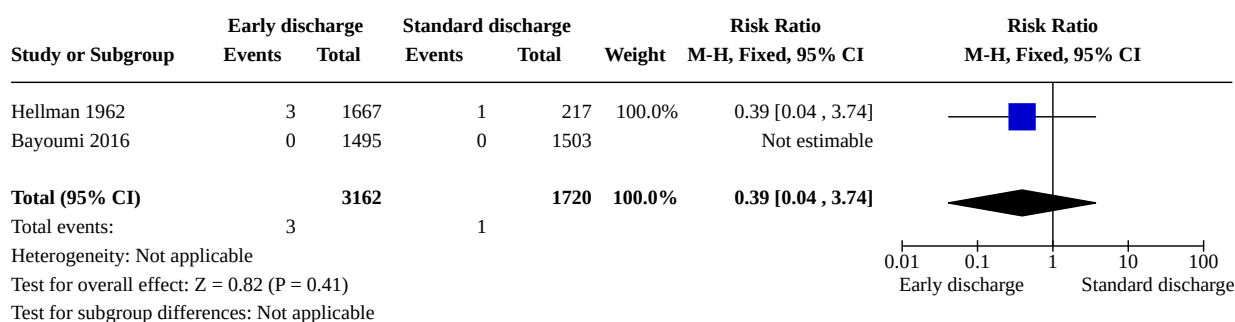 Early discharge Standard discharge Risk Ratio Risk Ratio
Study or Subgroup Events Total Events Total Weight M-H, Fixed, 95% CI M-H, Fixed, 95% CI
Hellman 1962 3 1667 1 217 100.0% 0.39 [0.04 , 3.74]
Bayoumi 2016 0 1495 0 1503 Not estimable
Total (95% CI) 3162 1720 100.0% 0.39 [0.04 , 3.74]
Total events: 3 1
Heterogeneity: Not applicable
0.01 0.1 1 10 100
Test for overall effect: Z = 0.82 (P = 0.41) Early discharge Standard discharge
Test for subgroup differences: Not applicable